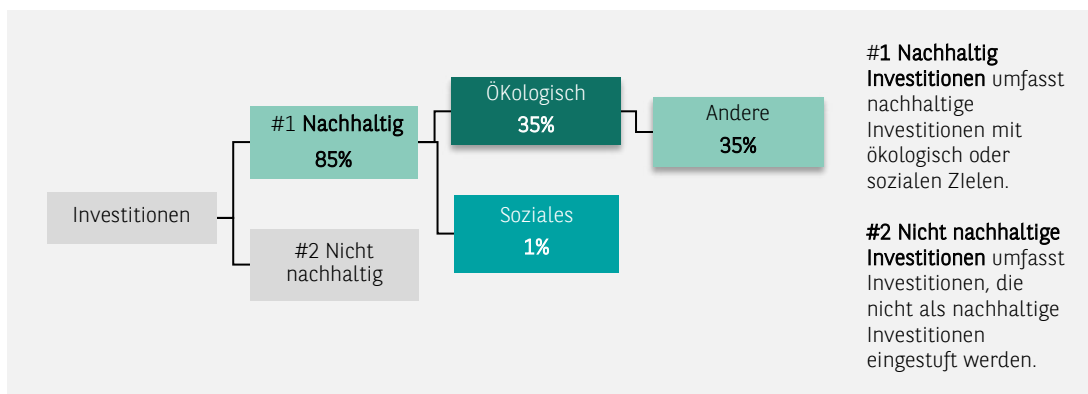 Investitionen
#1 Nachhaltig
85%
#2 Nicht
nachhaltig
ÖKologisch
35%
Soziales
1%
Andere
35%
#1 Nachhaltig
Investitionen umfasst
nachhaltige
Investitionen mit
ökologisch oder
sozialen ZIelen.
#2 Nicht nachhaltige
Investitionen umfasst
Investitionen, die
nicht als nachhaltige
Investitionen
eingestuft werden.